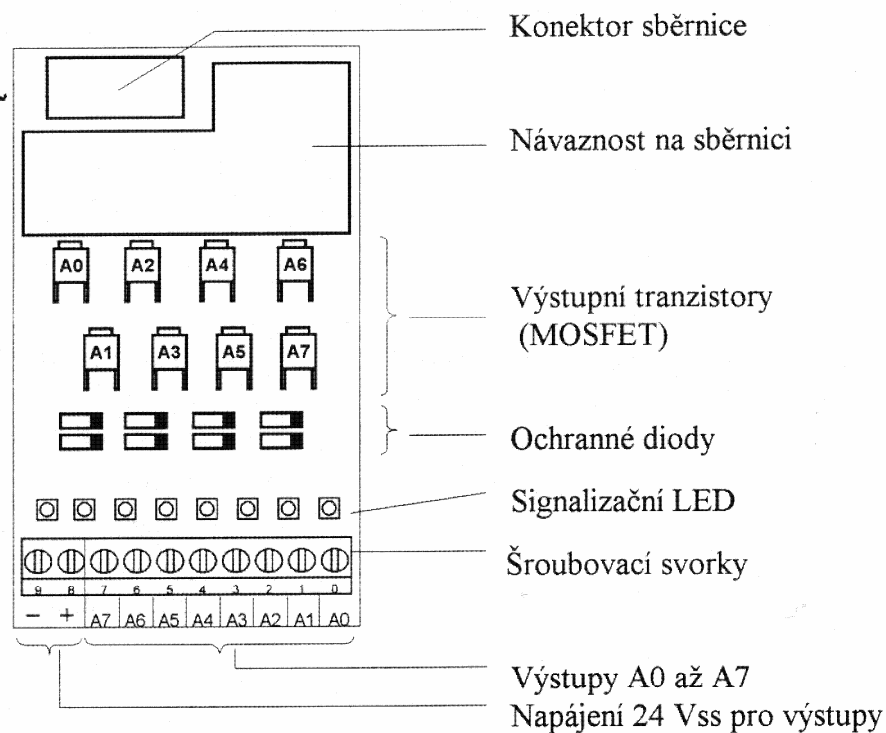 Konektor sběrnice
Návaznost na sběrnici
A0 A2 A4 A6
Výstupní tranzistory
(MOSFET)
A1 A3 A5 A7
Ochranné diody
Signalizační LED
Šroubovací svorky
9 8 7 6 5 4 3 2 1 0
− + A7 A6 A5 A4 A3 A2 A1 A0
Výstupy A0 až A7
Napájení 24 Vss pro výstupy